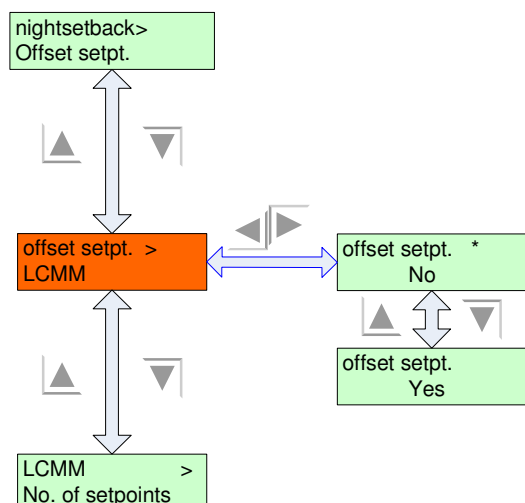 nightsetback>
Offset setpt.
offset setpt. >
LCMM
offset setpt. *
No
offset setpt.
Yes
LCMM >
No. of setpoints